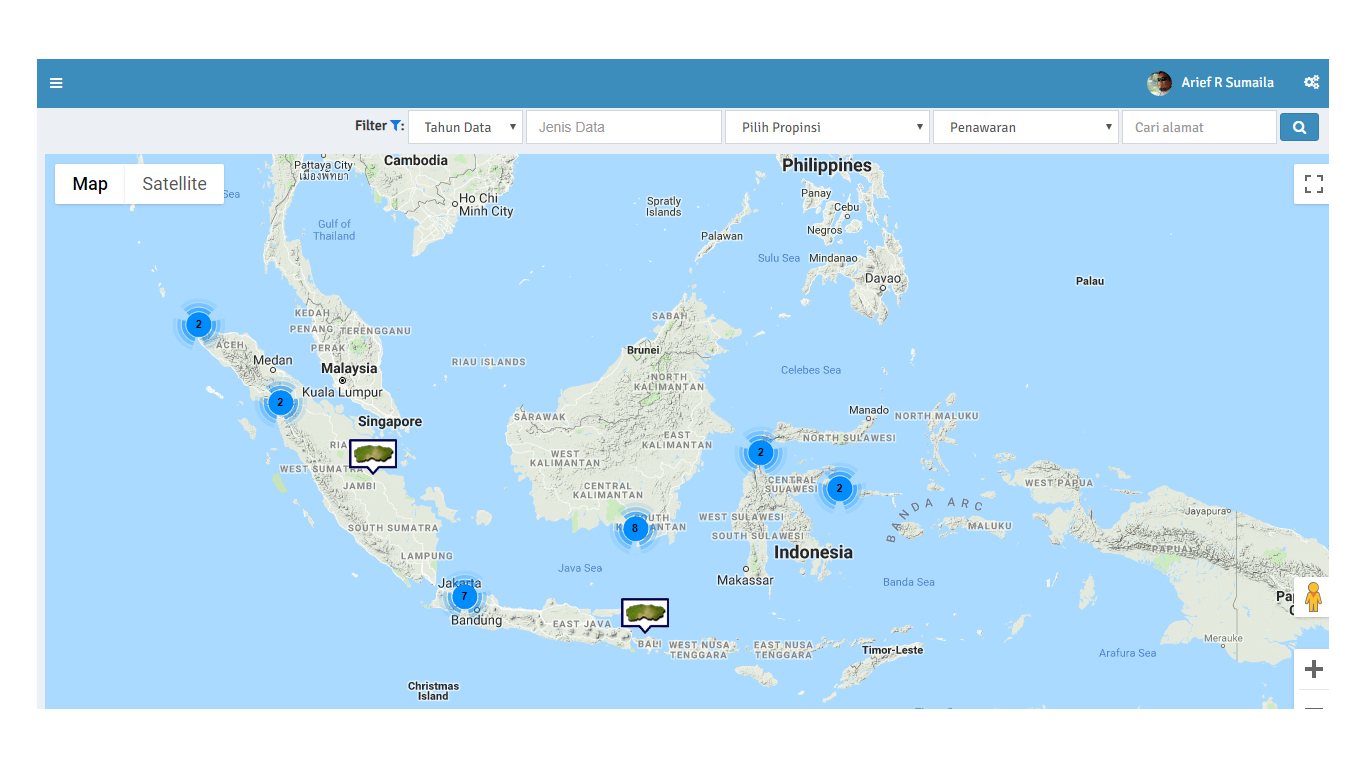 Arief R Sumaila
Filter :
Tahun Data
Jenis Data
Pilih Propinsi
Penawaran
Cari alamat
Map
Satellite
Cambodia
Philippines
Pattaya City
เมืองพัทยา
Sea
Ho Chi
Minh City
Spratly
Islands
Panay
Cebu
Gulf of
Thailand
Palawan
Negros
Sulu Sea
Mindanao
Davao
Palau
KEDAH
PENANG
TERENGGANU
SABAH
2
ACEH
PERAK
Brunei
Medan
Malaysia
RIAU ISLANDS
Celebes Sea
NORTH
KALIMANTAN
Kuala Lumpur
2
Singapore
SARAWAK
Manado
NORTH MALUKU
RIA
EAST
KALIMANTAN
NORTH SULAWESI
2
WEST
KALIMANTAN
WEST SUMATRA
JAMBI
CENTRAL
KALIMANTAN
CENTRAL
SULAWESI
2
WEST PAPUA
BANDA ARC
Jayapura
SOUTH SUMATRA
8
WEST SULAWESI
SOUTH SULAWESI
MALUKU
PAPUA
LAMPUNG
Java Sea
Indonesia
Jakarta
7
Makassar
Banda Sea
Pa
Bandung
EAST JAVA
BALI
WEST NUSA
TENGGARA
EAST NUSA
TENGGARA
Timor-Leste
Merauke
Arafura Sea
Christmas
Island